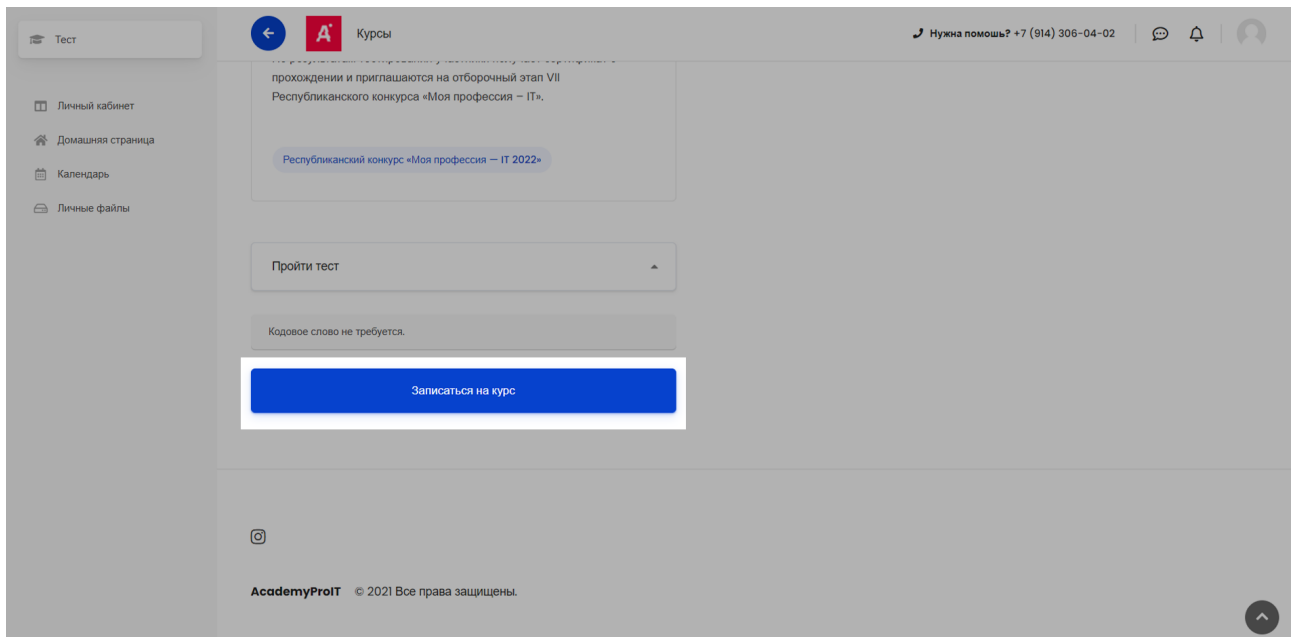 Тест
Курсы
Нужна помошь? +7 (914) 306-04-02
Личный кабинет
Домашняя страница
Календарь
Личные файлы
прохождении и приглашаются на отборочный этап VII
Республиканского конкурса «Моя профессия – IT».
Республиканский конкурс «Моя профессия — IT 2022»
Пройти тест
Кодовое слово не требуется.
Записаться на курс
AcademyProIT © 2021 Все права защищены.